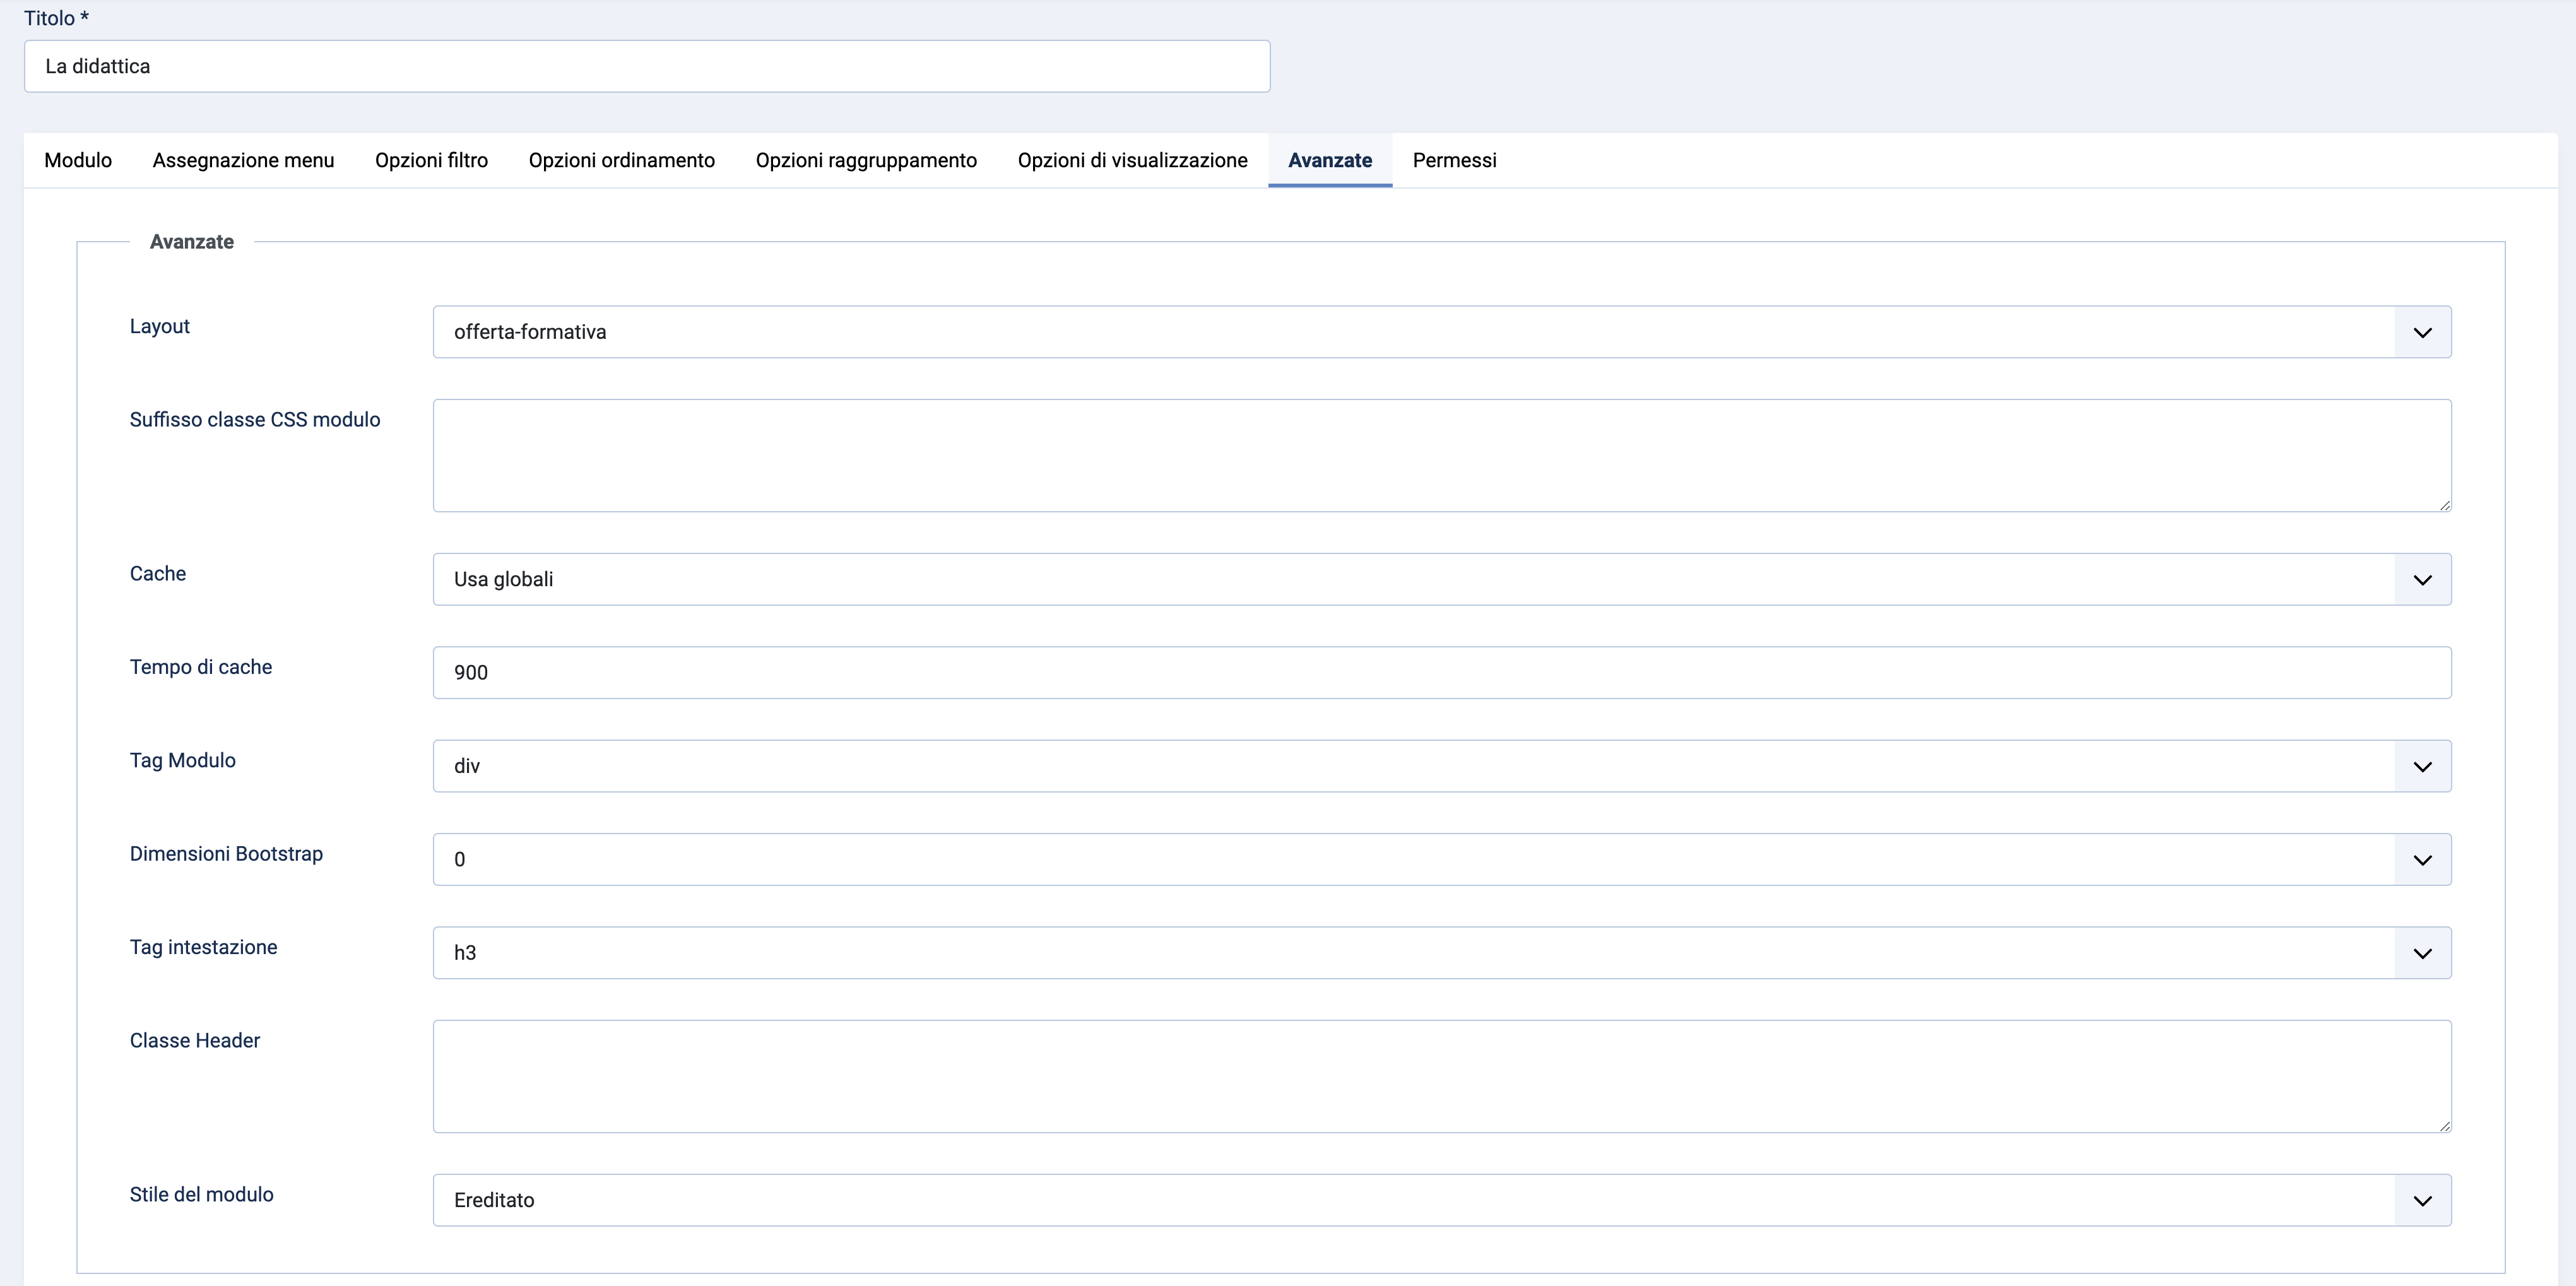 Titolo *
La didattica
Modulo Assegnazione menu Opzioni filtro Opzioni ordinamento Opzioni raggruppamento Opzioni di visualizzazione Avanzate Permessi
Avanzate
Layout offerta-formativa
Suffisso classe CSS modulo
Cache Usa globali
Tempo di cache 900
Tag Modulo div
Dimensioni Bootstrap 0
Tag intestazione h3
Classe Header
Stile del modulo Ereditato